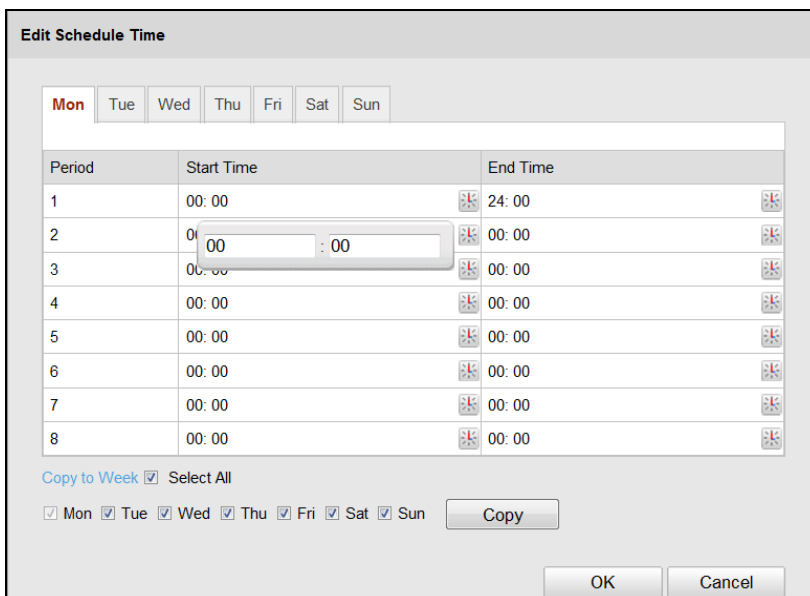 Edit Schedule Time
Mon Tue Wed Thu Fri Sat Sun
Period Start Time End Time
1 00: 00 24: 00
2 00: 00
00 : 00
3 00: 00
4 00: 00 00: 00
5 00: 00 00: 00
6 00: 00 00: 00
7 00: 00 00: 00
8 00: 00 00: 00
Copy to Week Select All
Mon Tue Wed Thu Fri Sat Sun Copy
OK Cancel